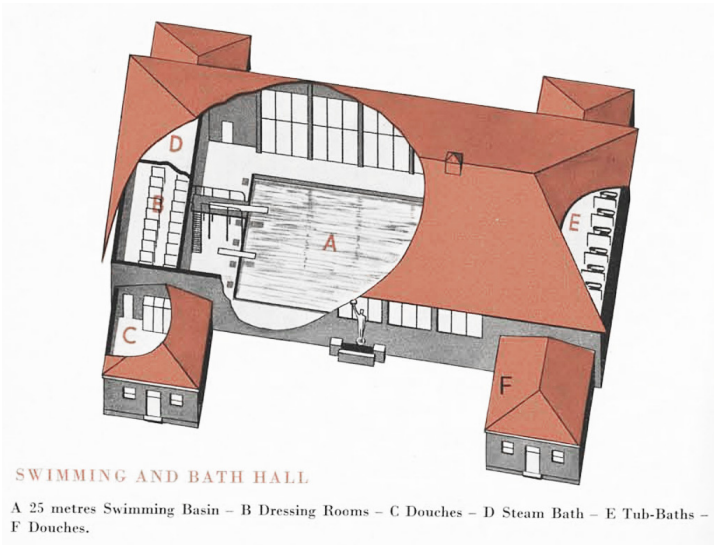 D
B
A
E
C
F
SWIMMING AND BATH HALL
A 25 metres Swimming Basin – B Dressing Rooms – C Douches – D Steam Bath – E Tub-Baths –
F Douches.